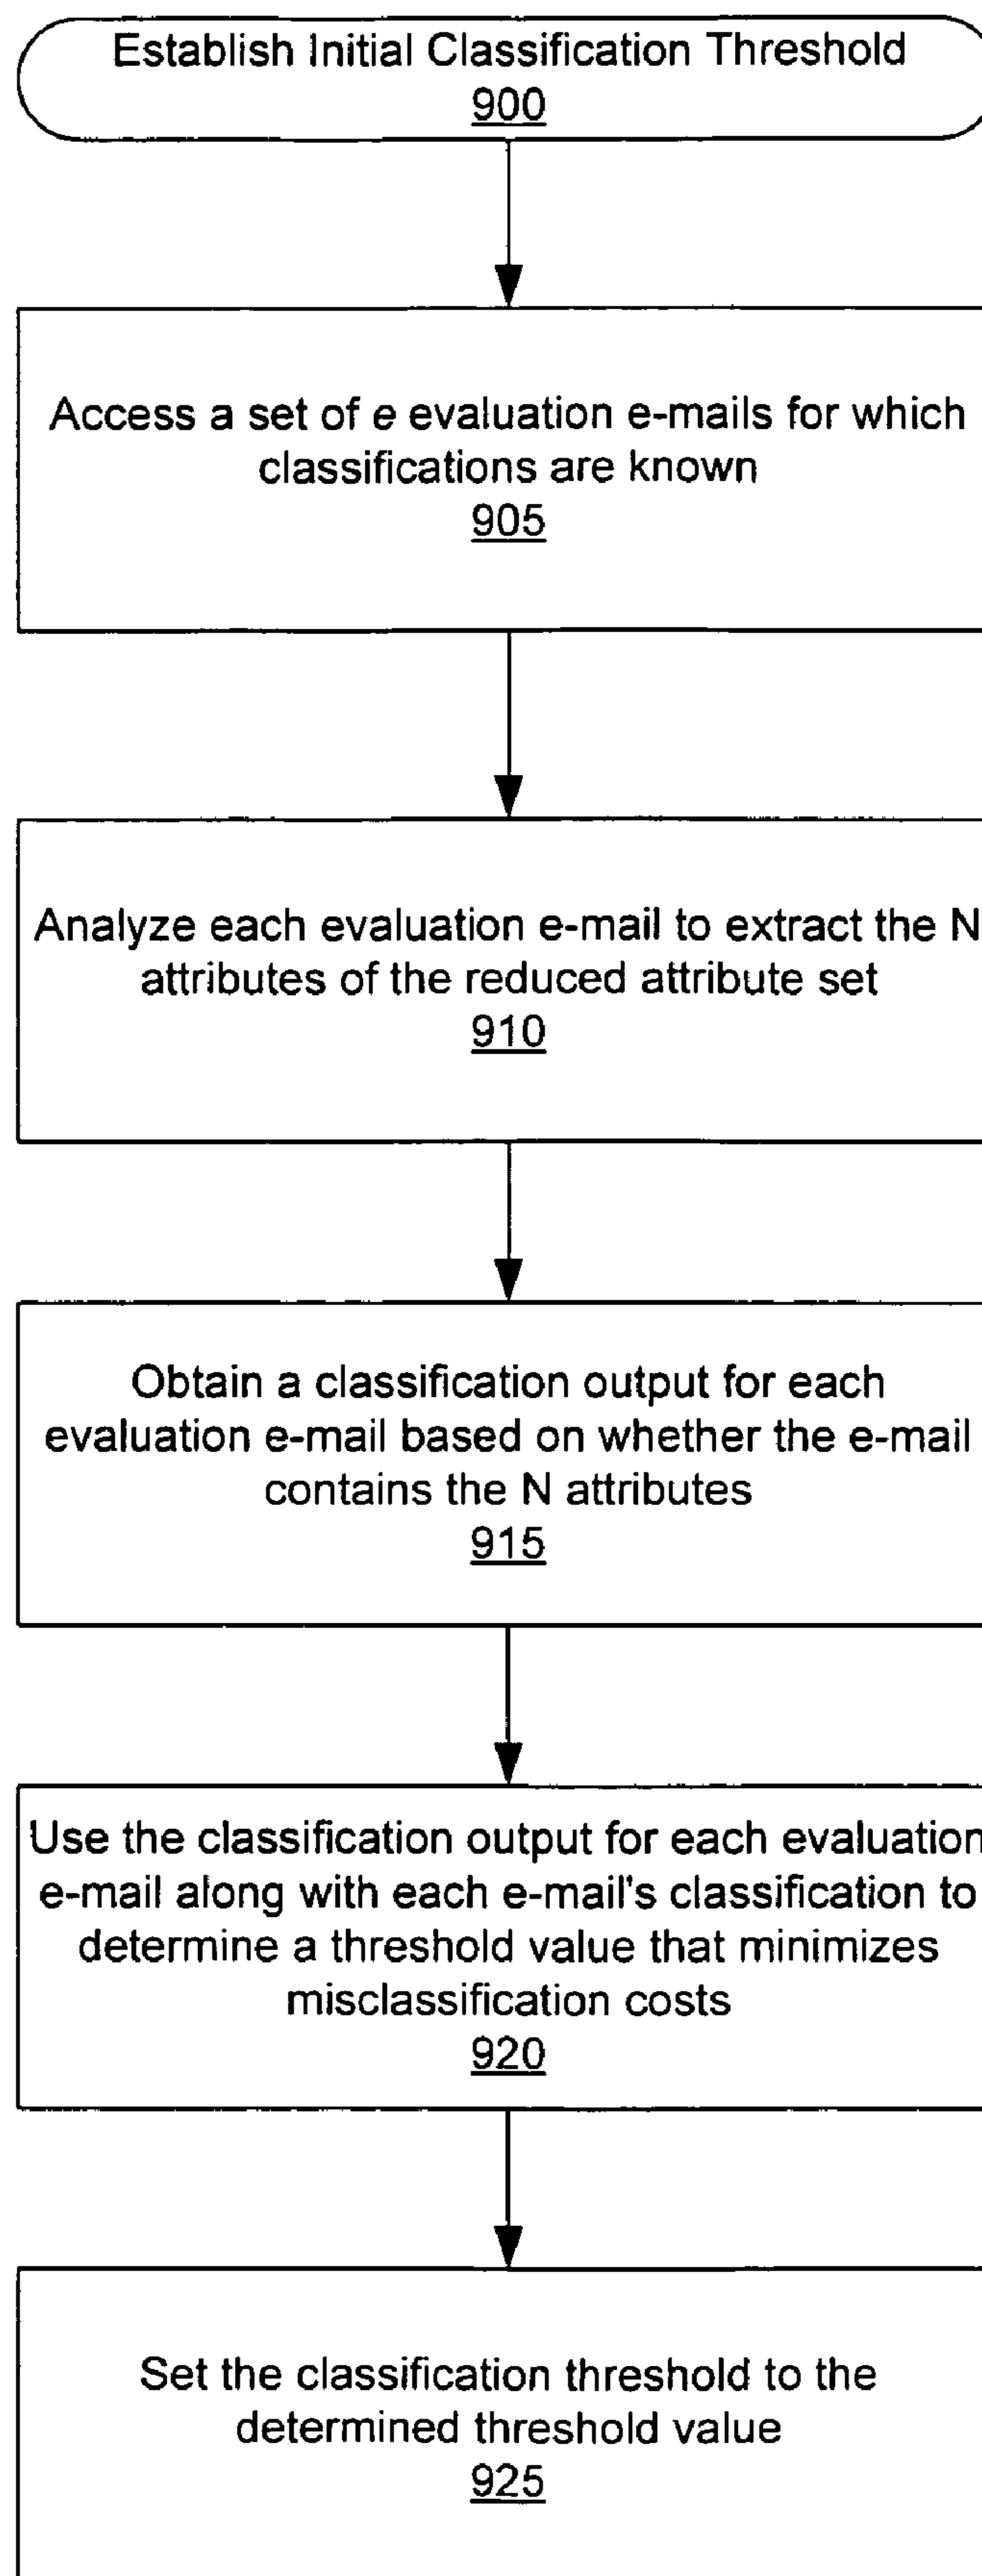 Establish Initial Classification Threshold
900
Access a set of e evaluation e-mails for which
classifications are known
905
Analyze each evaluation e-mail to extract the N
attributes of the reduced attribute set
910
Obtain a classification output for each
evaluation e-mail based on whether the e-mail
contains the N attributes
915
Use the classification output for each evaluation
e-mail along with each e-mail's classification to
determine a threshold value that minimizes
misclassification costs
920
Set the classification threshold to the
determined threshold value
925